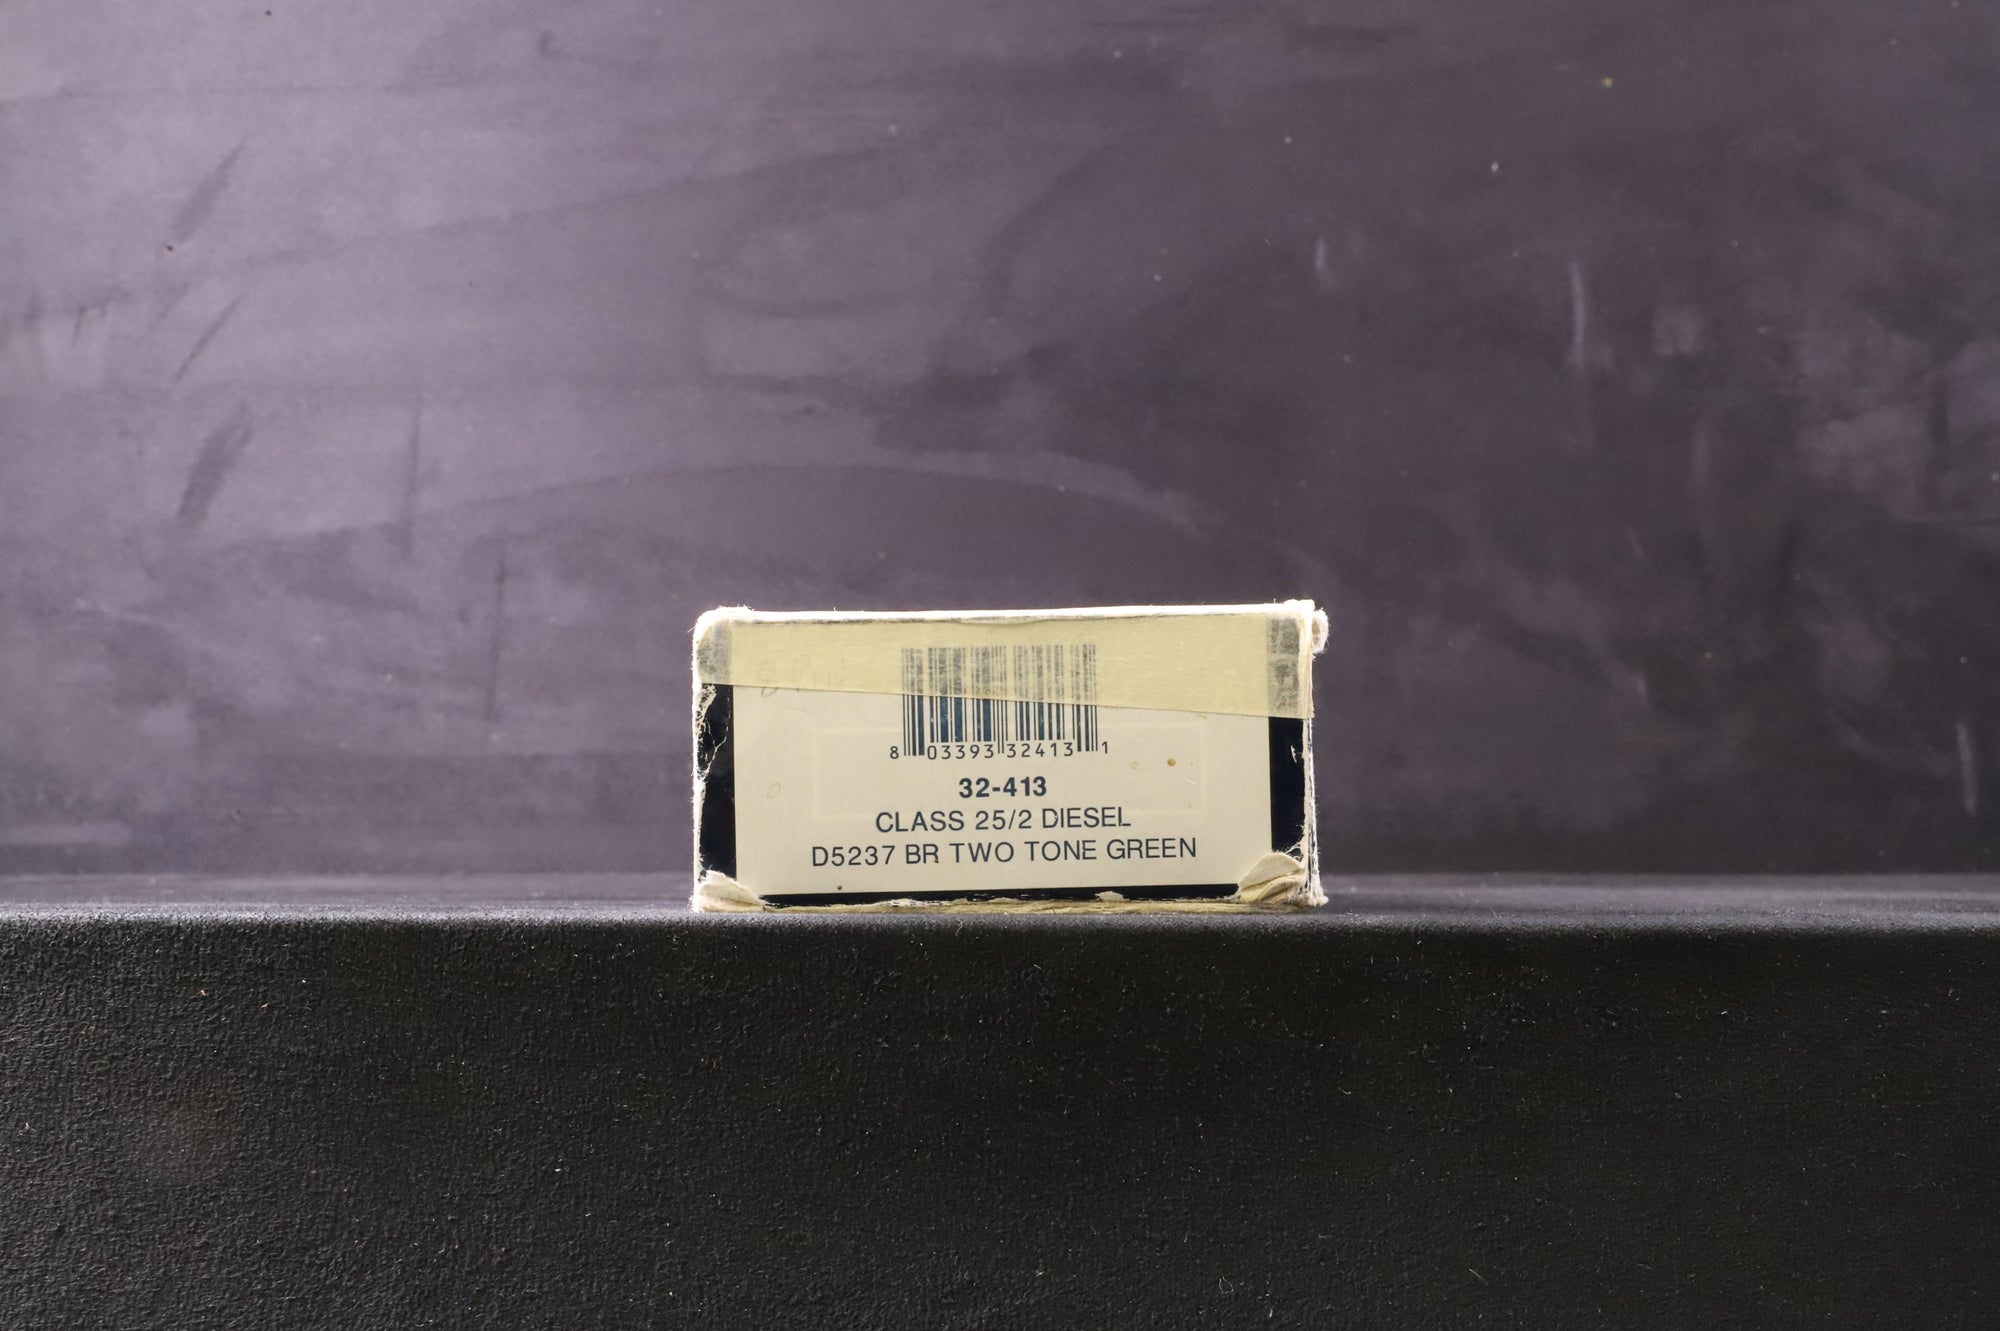 8 03393 32413 1
32-413
CLASS 25/2 DIESEL
D5237 BR TWO TONE GREEN